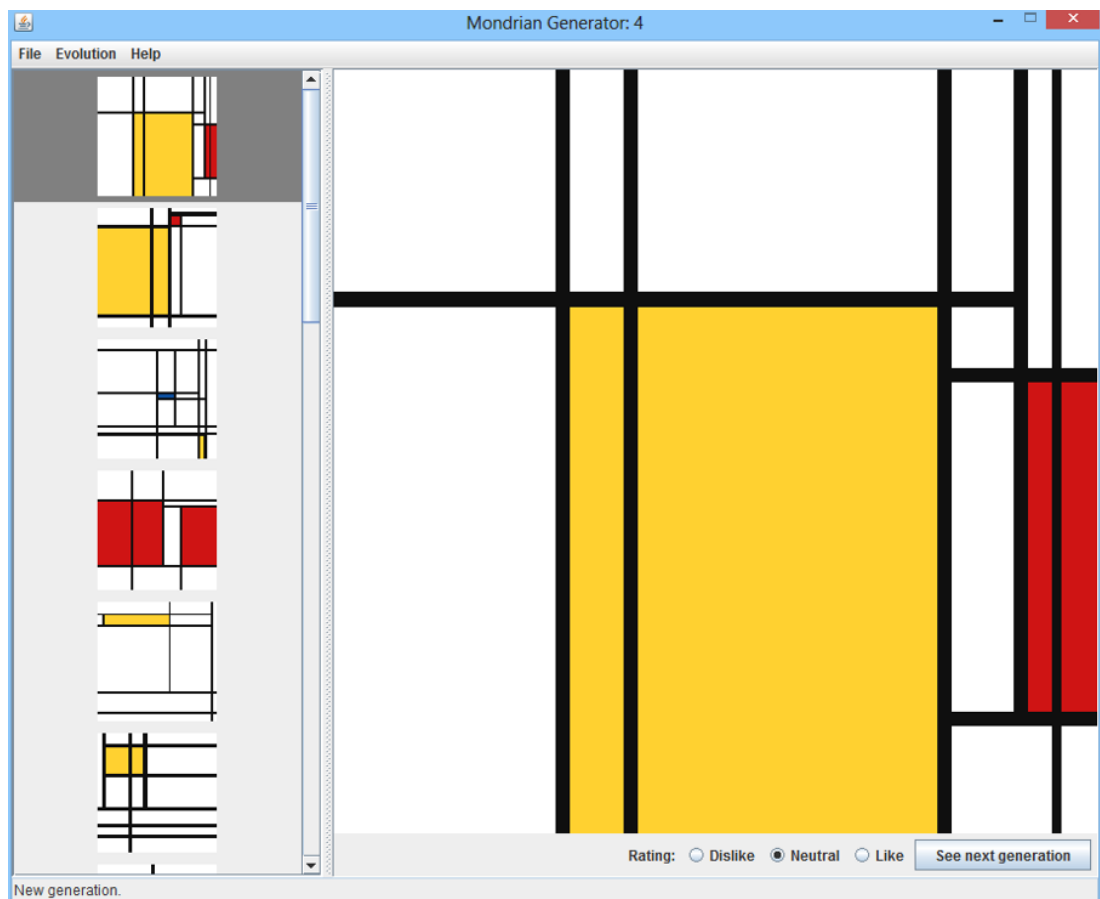 Mondrian Generator: 4
File Evolution Help
Rating: Dislike Neutral Like See next generation
New generation.